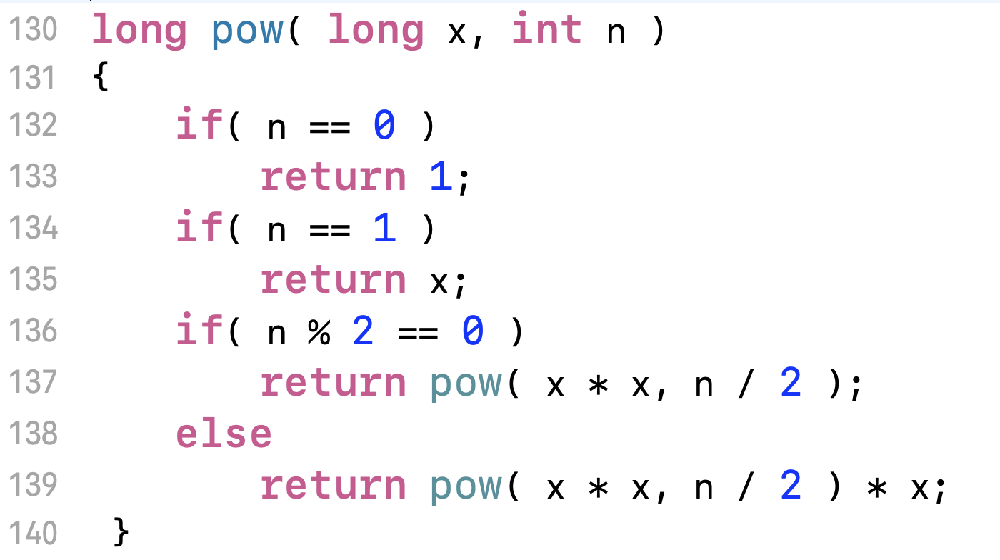 130 long pow( long x, int n )
131 {
132     if( n == 0 )
133         return 1;
134     if( n == 1 )
135         return x;
136     if( n % 2 == 0 )
137         return pow( x * x, n / 2 );
138     else
139         return pow( x * x, n / 2 ) * x;
140  }